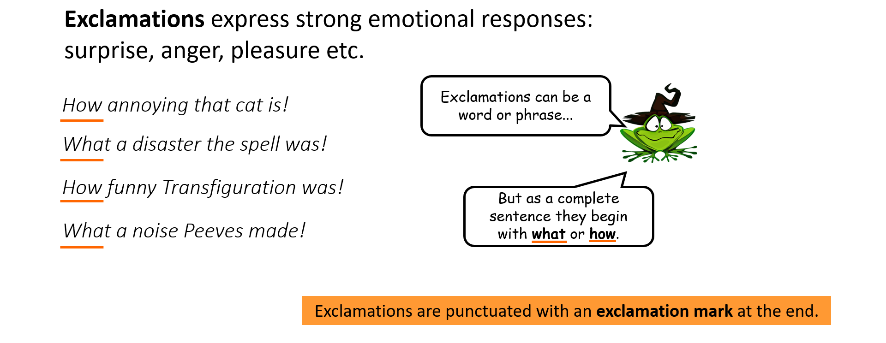 Exclamations express strong emotional responses:
surprise, anger, pleasure etc.
How annoying that cat is!
What a disaster the spell was!
How funny Transfiguration was!
What a noise Peeves made!
Exclamations can be a
word or phrase...
But as a complete
sentence they begin
with what or how.
Exclamations are punctuated with an exclamation mark at the end.